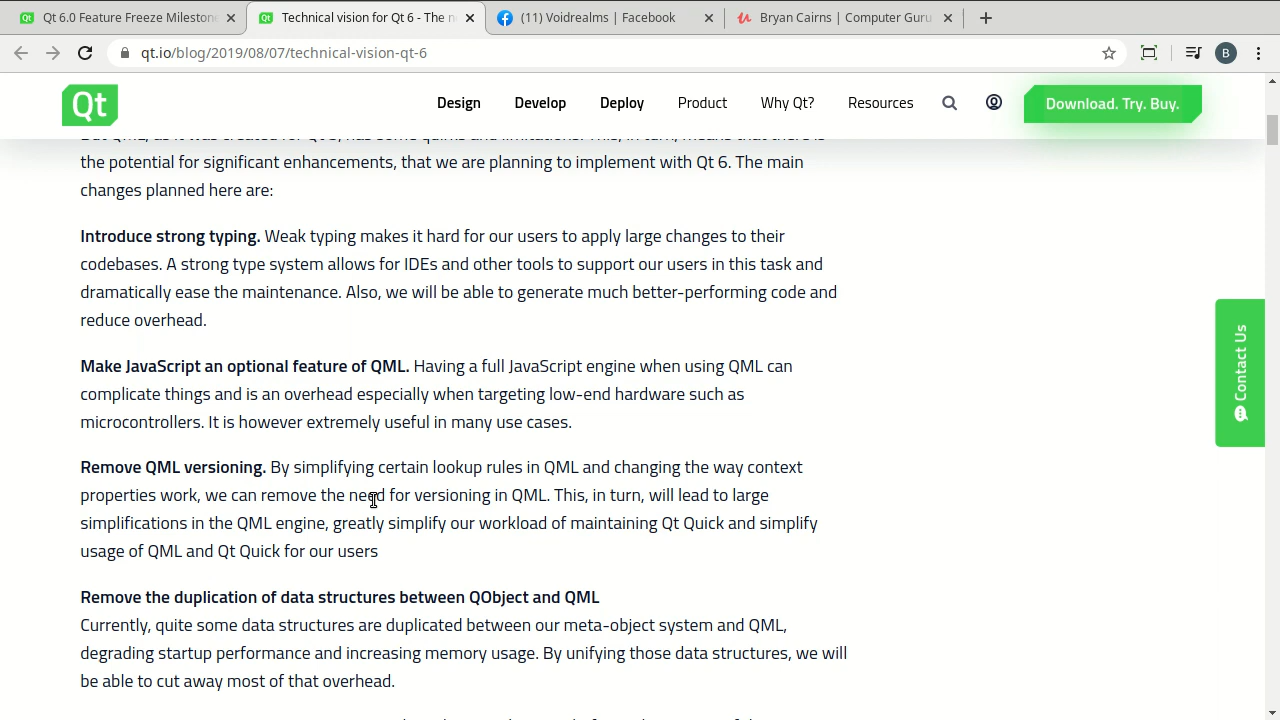 Qt 6.0 Feature Freeze Milestone
Technical vision for Qt 6 - The n
(11) Voidrealms | Facebook
Bryan Cairns | Computer Guru
qt.io/blog/2019/08/07/technical-vision-qt-6
B
Qt
Design
Develop
Deploy
Product
Why Qt?
Resources
Download. Try. Buy.
the potential for significant enhancements, that we are planning to implement with Qt 6. The main
changes planned here are:
Introduce strong typing. Weak typing makes it hard for our users to apply large changes to their
codebases. A strong type system allows for IDEs and other tools to support our users in this task and
dramatically ease the maintenance. Also, we will be able to generate much better-performing code and
reduce overhead.
Make JavaScript an optional feature of QML. Having a full JavaScript engine when using QML can
complicate things and is an overhead especially when targeting low-end hardware such as
microcontrollers. It is however extremely useful in many use cases.
Remove QML versioning. By simplifying certain lookup rules in QML and changing the way context
properties work, we can remove the need for versioning in QML. This, in turn, will lead to large
simplifications in the QML engine, greatly simplify our workload of maintaining Qt Quick and simplify
usage of QML and Qt Quick for our users
Remove the duplication of data structures between QObject and QML
Currently, quite some data structures are duplicated between our meta-object system and QML,
degrading startup performance and increasing memory usage. By unifying those data structures, we will
be able to cut away most of that overhead.
Contact Us